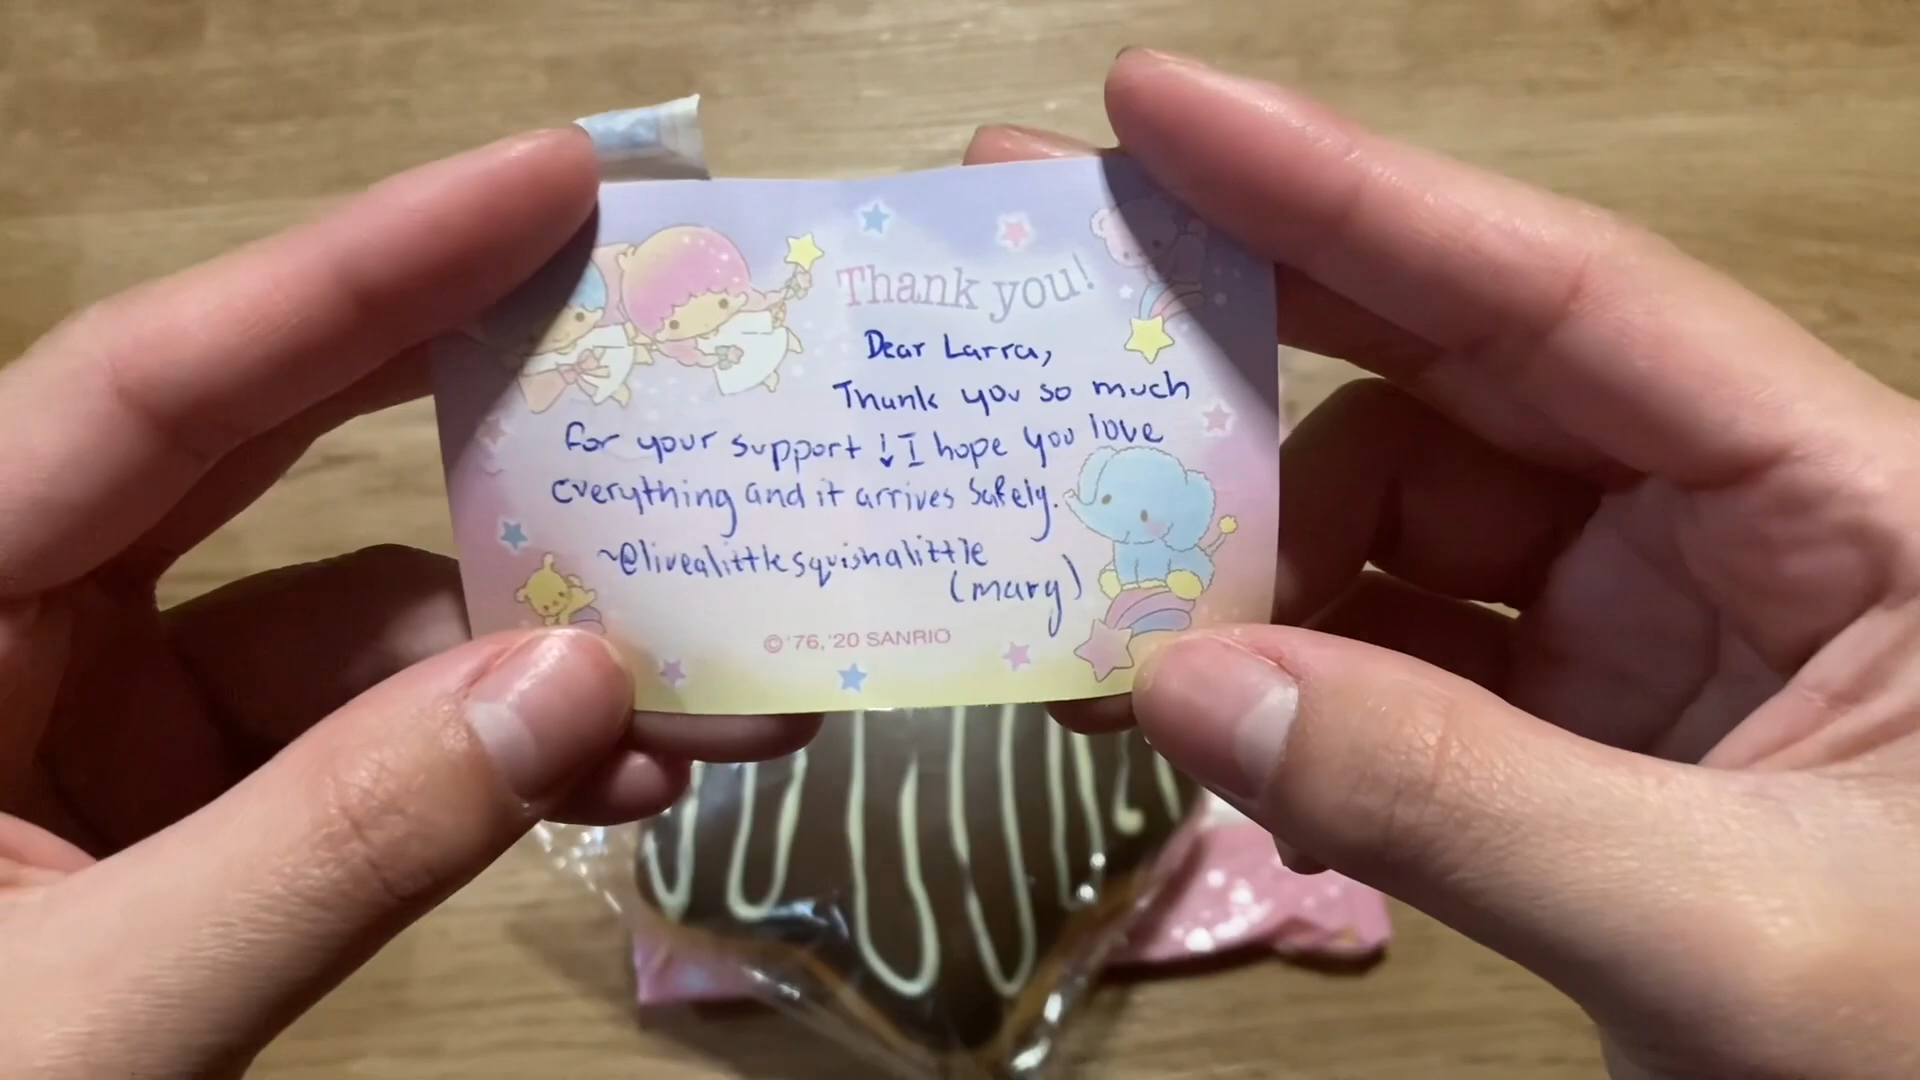 Thank you!
Dear Larra,
Thank you so much
for your support! I hope you love
everything and it arrives safely.
~@livealittlesquishalittle
(mary)
© '76, '20 SANRIO